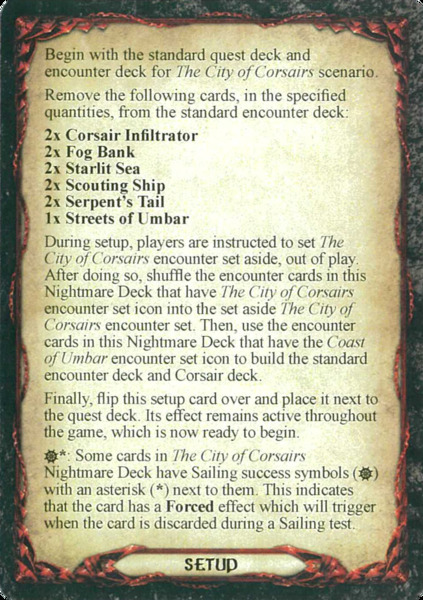 Begin with the standard quest deck and
encounter deck for The City of Corsairs scenario.
Remove the following cards, in the specified
quantities, from the standard encounter deck:
2x Corsair Infiltrator
2x Fog Bank
2x Starlit Sea
2x Scouting Ship
2x Serpent's Tail
1x Streets of Umbar
During setup, players are instructed to set The
City of Corsairs encounter set aside, out of play.
After doing so, shuffle the encounter cards in this
Nightmare Deck that have The City of Corsairs
encounter set icon into the set aside The City of
Corsairs encounter set. Then, use the encounter
cards in this Nightmare Deck that have the Coast
of Umbar encounter set icon to build the standard
encounter deck and Corsair deck.
Finally, flip this setup card over and place it next to
the quest deck. Its effect remains active throughout
the game, which is now ready to begin.
*: Some cards in The City of Corsairs
Nightmare Deck have Sailing success symbols ( )
with an asterisk (*) next to them. This indicates
that the card has a Forced effect which will trigger
when the card is discarded during a Sailing test.
SETUP